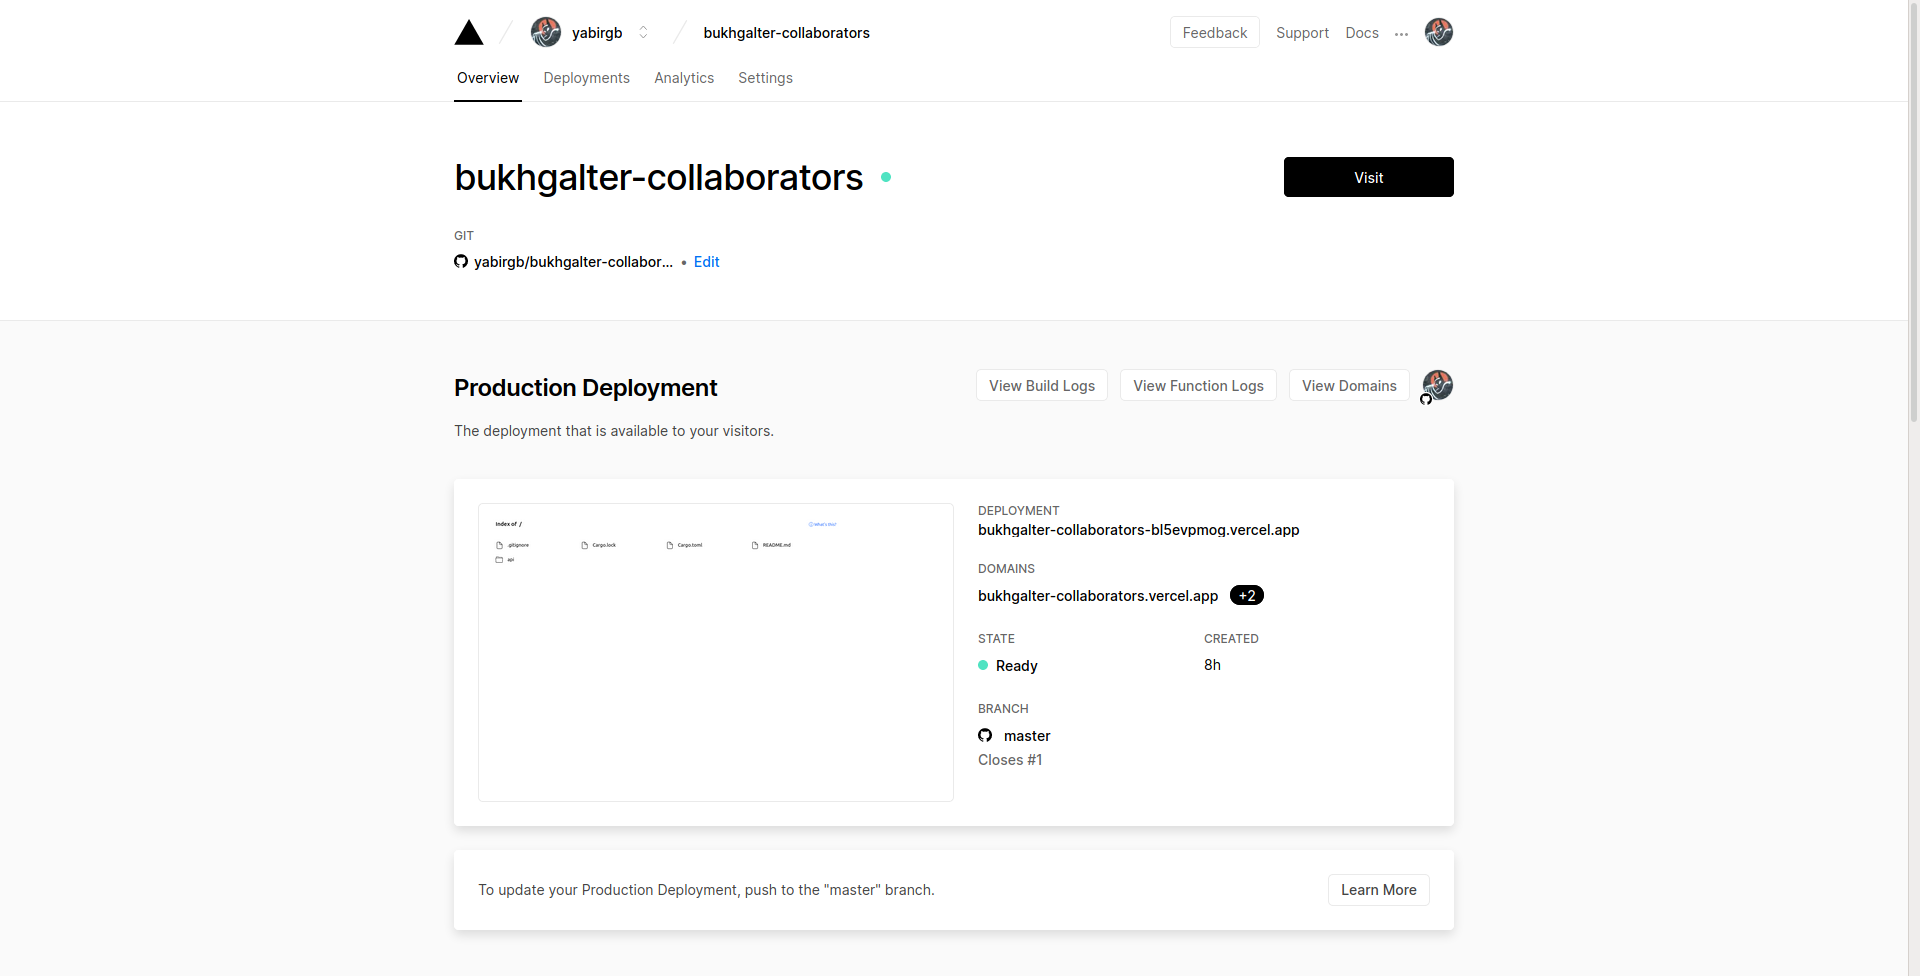 yabirgb bukhgalter-collaborators Feedback Support Docs
Overview Deployments Analytics Settings
bukhgalter-collaborators Visit
GIT
yabirgb/bukhgalter-collabor... • Edit
Production Deployment View Build Logs View Function Logs View Domains
The deployment that is available to your visitors.
Index of / What's this?
.gitignore Cargo.lock Cargo.toml README.md
api
DEPLOYMENT
bukhgalter-collaborators-bl5evpmog.vercel.app
DOMAINS
bukhgalter-collaborators.vercel.app +2
STATE CREATED
Ready 8h
BRANCH
master
Closes #1
To update your Production Deployment, push to the "master" branch. Learn More